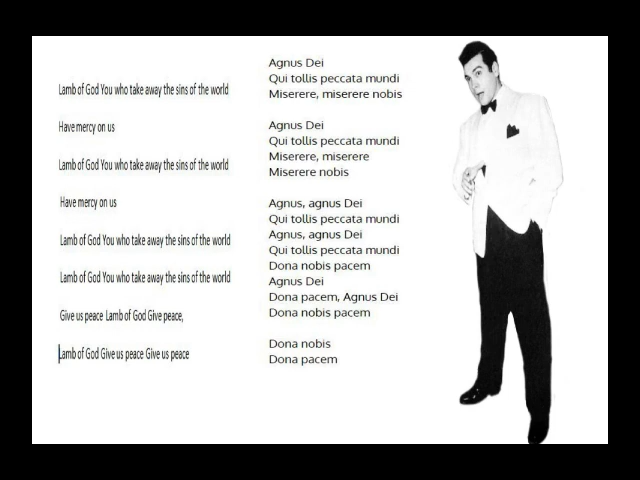 Lamb of God You who take away the sins of the world
Have mercy on us
Lamb of God You who take away the sins of the world
Have mercy on us
Lamb of God You who take away the sins of the world
Lamb of God You who take away the sins of the world
Give us peace Lamb of God Give peace,
Lamb of God Give us peace Give us peace
Agnus Dei
Qui tollis peccata mundi
Miserere, miserere nobis
Agnus Dei
Qui tollis peccata mundi
Miserere, miserere
Miserere nobis
Agnus, agnus Dei
Qui tollis peccata mundi
Agnus, agnus Dei
Qui tollis peccata mundi
Dona nobis pacem
Agnus Dei
Dona pacem, Agnus Dei
Dona nobis pacem
Dona nobis
Dona pacem